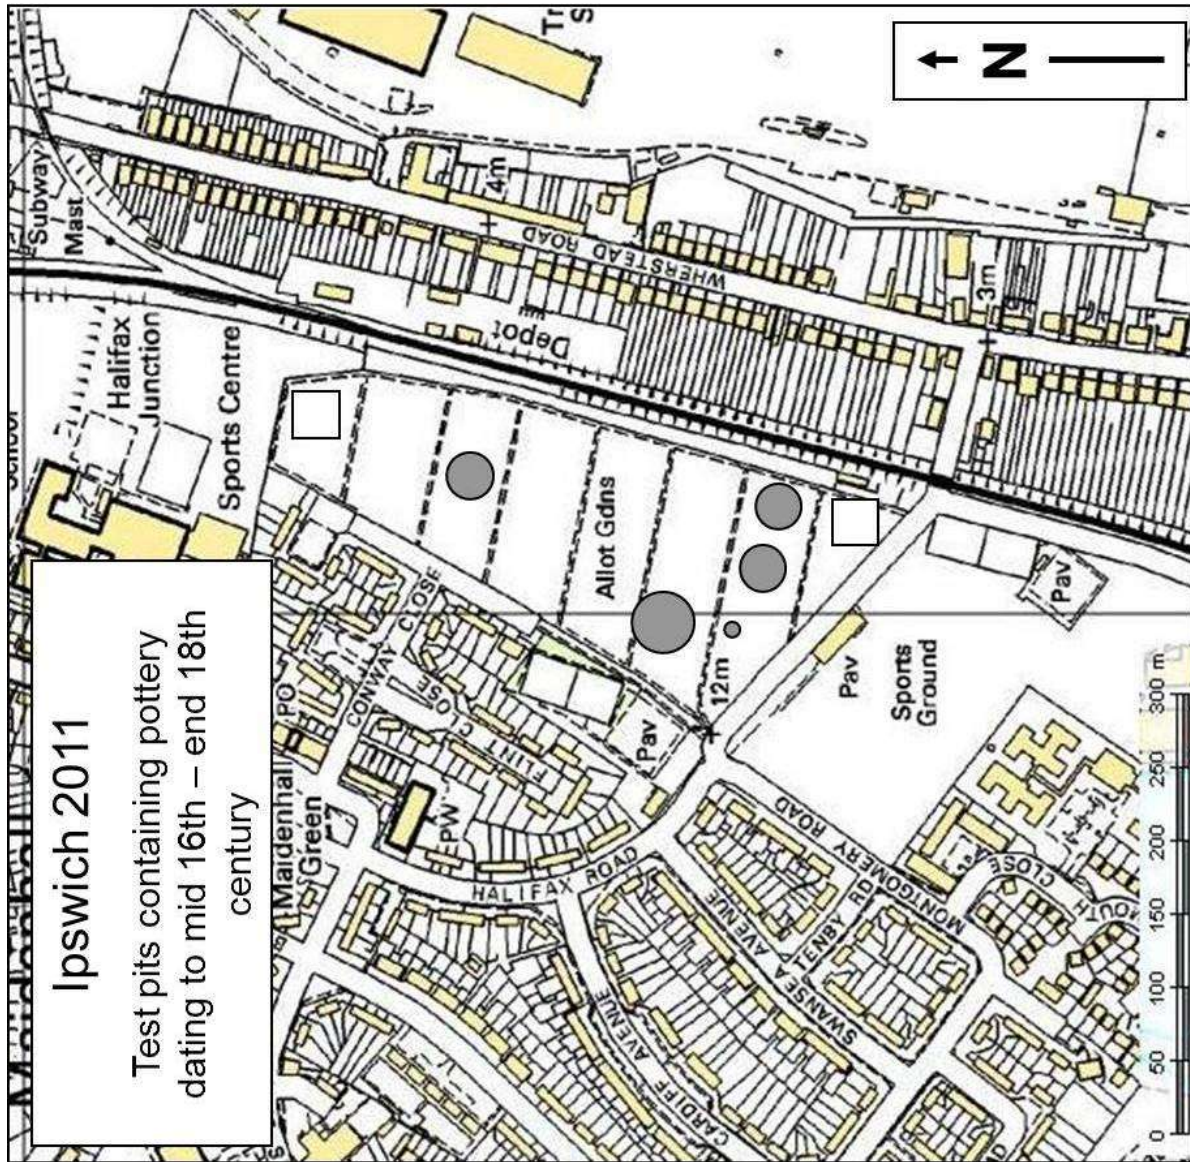 Ipswich 2011
Test pits containing pottery
dating to mid 16th – end 18th
century
N
Subway
Mast
Halifax
Junction
Sports Centre
Depot
WHERSTEAD ROAD
4m
3m
Allot Gdns
12m
Pav
Pav
Pav
Sports
Ground
PO
Maidenhall
Green
CONWAY CLOSE
FLINT CLOSE
HALIFAX ROAD
CARDIFF AVENUE
SWANSEA AVENUE
TENBY RD
MONTGOMERY ROAD
CLOSE
0 50 100 150 200 250 300 m